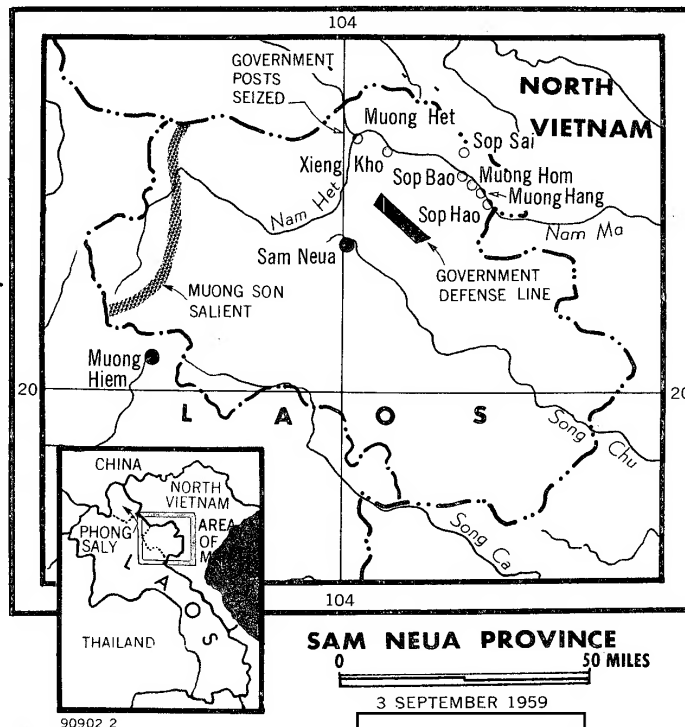 104
GOVERNMENT
POSTS
SEIZED
NORTH
VIETNAM
Muong Het
Sop Sai
Xieng Kho
Sop Bao
Muong Hom
Muong Hang
Nam Het
Sop Hao
Nam Ma
Sam Neua
GOVERNMENT
DEFENSE LINE
MUONG SON
SALIENT
Muong
Hiem
20
20
L A O S
Song Chu
Song Ca
CHINA
NORTH
VIETNAM
PHONG
SALY
AREA
OF
M
L A O S
THAILAND
104
SAM NEUA PROVINCE
0 50 MILES
3 SEPTEMBER 1959
90902 2